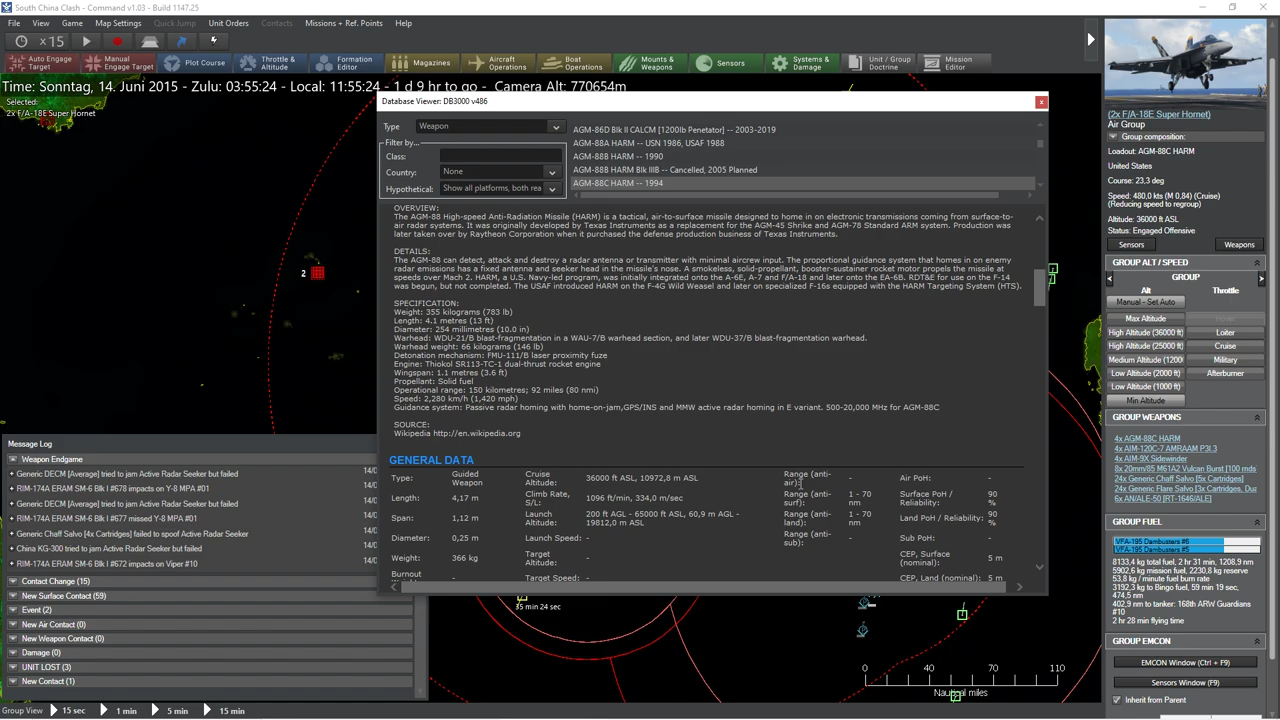 South China Clash - Command v1.03 - Build 1147.25
File View Game Map Settings Quick Jump Unit Orders Contacts Missions + Ref. Points Help
x15
Auto Engage Target Manual Engage Target Plot Course Throttle & Altitude Formation Editor Magazines Aircraft Operations Boat Operations Mounts & Weapons Sensors Systems & Damage Unit / Group Doctrine Mission Editor
Time: Sonntag, 14. Juni 2015 - Zulu: 03:55:24 - Local: 11:55:24 - 1 d 9 hr to go - Camera Alt: 770654m
Selected:
2x F/A-18E Super Hornet
2
Database Viewer: DB3000 v486
Type Weapon
Filter by...
Class:
Country: None
Hypothetical: Show all platforms, both rea
AGM-86D Blk II CALCM [1200lb Penetator] -- 2003-2019
AGM-88A HARM -- USN 1986, USAF 1988
AGM-88B HARM -- 1990
AGM-88B HARM Blk IIIB -- Cancelled, 2005 Planned
AGM-88C HARM -- 1994
OVERVIEW:
The AGM-88 High-speed Anti-Radiation Missile (HARM) is a tactical, air-to-surface missile designed to home in on electronic transmissions coming from surface-to-
air radar systems. It was originally developed by Texas Instruments as a replacement for the AGM-45 Shrike and AGM-78 Standard ARM system. Production was
later taken over by Raytheon Corporation when it purchased the defense production business of Texas Instruments.
DETAILS:
The AGM-88 can detect, attack and destroy a radar antenna or transmitter with minimal aircrew input. The proportional guidance system that homes in on enemy
radar emissions has a fixed antenna and seeker head in the missile's nose. A smokeless, solid-propellant, booster-sustainer rocket motor propels the missile at
speeds over Mach 2. HARM, a U.S. Navy-led program, was initially integrated onto the A-6E, A-7 and F/A-18 and later onto the EA-6B. RDT&E for use on the F-14
was begun, but not completed. The USAF introduced HARM on the F-4G Wild Weasel and later on specialized F-16s equipped with the HARM Targeting System (HTS).
SPECIFICATION:
Weight: 355 kilograms (783 lb)
Length: 4.1 metres (13 ft)
Diameter: 254 millimetres (10.0 in)
Warhead: WDU-21/B blast-fragmentation in a WAU-7/B warhead section, and later WDU-37/B blast-fragmentation warhead.
Warhead weight: 66 kilograms (146 lb)
Detonation mechanism: FMU-111/B laser proximity fuze
Engine: Thiokol SR113-TC-1 dual-thrust rocket engine
Wingspan: 1.1 metres (3.6 ft)
Propellant: Solid fuel
Operational range: 150 kilometres; 92 miles (80 nmi)
Speed: 2,280 km/h (1,420 mph)
Guidance system: Passive radar homing with home-on-jam,GPS/INS and MMW active radar homing in E variant. 500-20,000 MHz for AGM-88C
SOURCE:
Wikipedia http://en.wikipedia.org
GENERAL DATA
Type: Guided Weapon Cruise Altitude: 36000 ft ASL, 10972,8 m ASL Range (anti-air): - Air PoH: -
Length: 4,17 m Climb Rate, S/L: 1096 ft/min, 334,0 m/sec Range (anti-surf): 1 - 70 nm Surface PoH / Reliability: 90 %
Span: 1,12 m Launch Altitude: 200 ft AGL - 65000 ft ASL, 60,9 m AGL - 19812,0 m ASL Range (anti-land): 1 - 70 nm Land PoH / Reliability: 90 %
Diameter: 0,25 m Launch Speed: - Range (anti-sub): - Sub PoH: -
Weight: 366 kg Target Altitude: - CEP, Surface (nominal): 5 m
Burnout - Target Speed: - CEP, Land (nominal): 5 m
35 min 24 sec
0 40 70 110
Nautical miles
Message Log
Weapon Endgame
Generic DECM [Average] tried to jam Active Radar Seeker but failed 14/0
RIM-174A ERAM SM-6 Blk I #678 impacts on Y-8 MPA #01 14/0
RIM-174A ERAM SM-6 Blk I #677 missed Y-8 MPA #01 14/0
Generic Chaff Salvo [4x Cartridges] failed to spoof Active Radar Seeker 14/0
China KG-300 tried to jam Active Radar Seeker but failed 14/0
RIM-174A ERAM SM-6 Blk I #672 impacts on Viper #10 14/0
Contact Change (15)
New Surface Contact (59)
Event (2)
New Air Contact (0)
New Weapon Contact (0)
Damage (0)
UNIT LOST (3)
New Contact (1)
Group View 15 sec 1 min 5 min 15 min
(2x F/A-18E Super Hornet)
Air Group
Group composition:
Loadout: AGM-88C HARM
United States
Course: 23,3 deg
Speed: 480,0 kts (M 0,84) (Cruise)
(Reducing speed to regroup)
Altitude: 36000 ft ASL
Status: Engaged Offensive
Sensors Weapons
GROUP ALT / SPEED
GROUP
Alt Throttle
Manual - Set Auto
Max Altitude
High Altitude (36000 ft) Loiter
High Altitude (25000 ft) Cruise
Medium Altitude (1200 Military
Low Altitude (2000 ft) Afterburner
Low Altitude (1000 ft)
Min Altitude
GROUP WEAPONS
4x AGM-88C HARM
4x AIM-120C-7 AMRAAM P3I.3
4x AIM-9X Sidewinder
8x 20mm/85 M61A2 Vulcan Burst [100 rnds
24x Generic Chaff Salvo [5x Cartridges]
24x Generic Flare Salvo [3x Cartridges, Dua
6x AN/ALE-50 [RT-1646/ALE]
GROUP FUEL
VFA-195 Dambusters #6
VFA-195 Dambusters #5
8133,4 kg total fuel, 2 hr 31 min, 1208,9 nm
5902,6 kg mission fuel, 2230,8 kg reserve
53,8 kg / minute fuel burn rate
3192,3 kg to Bingo fuel, 59 min 19 sec,
474,5 nm
402,9 nm to tanker: 168th ARW Guardians
#10
2 hr 28 min flying time
GROUP EMCON
EMCON Window (Ctrl + F9)
Sensors Window (F9)
Inherit from Parent